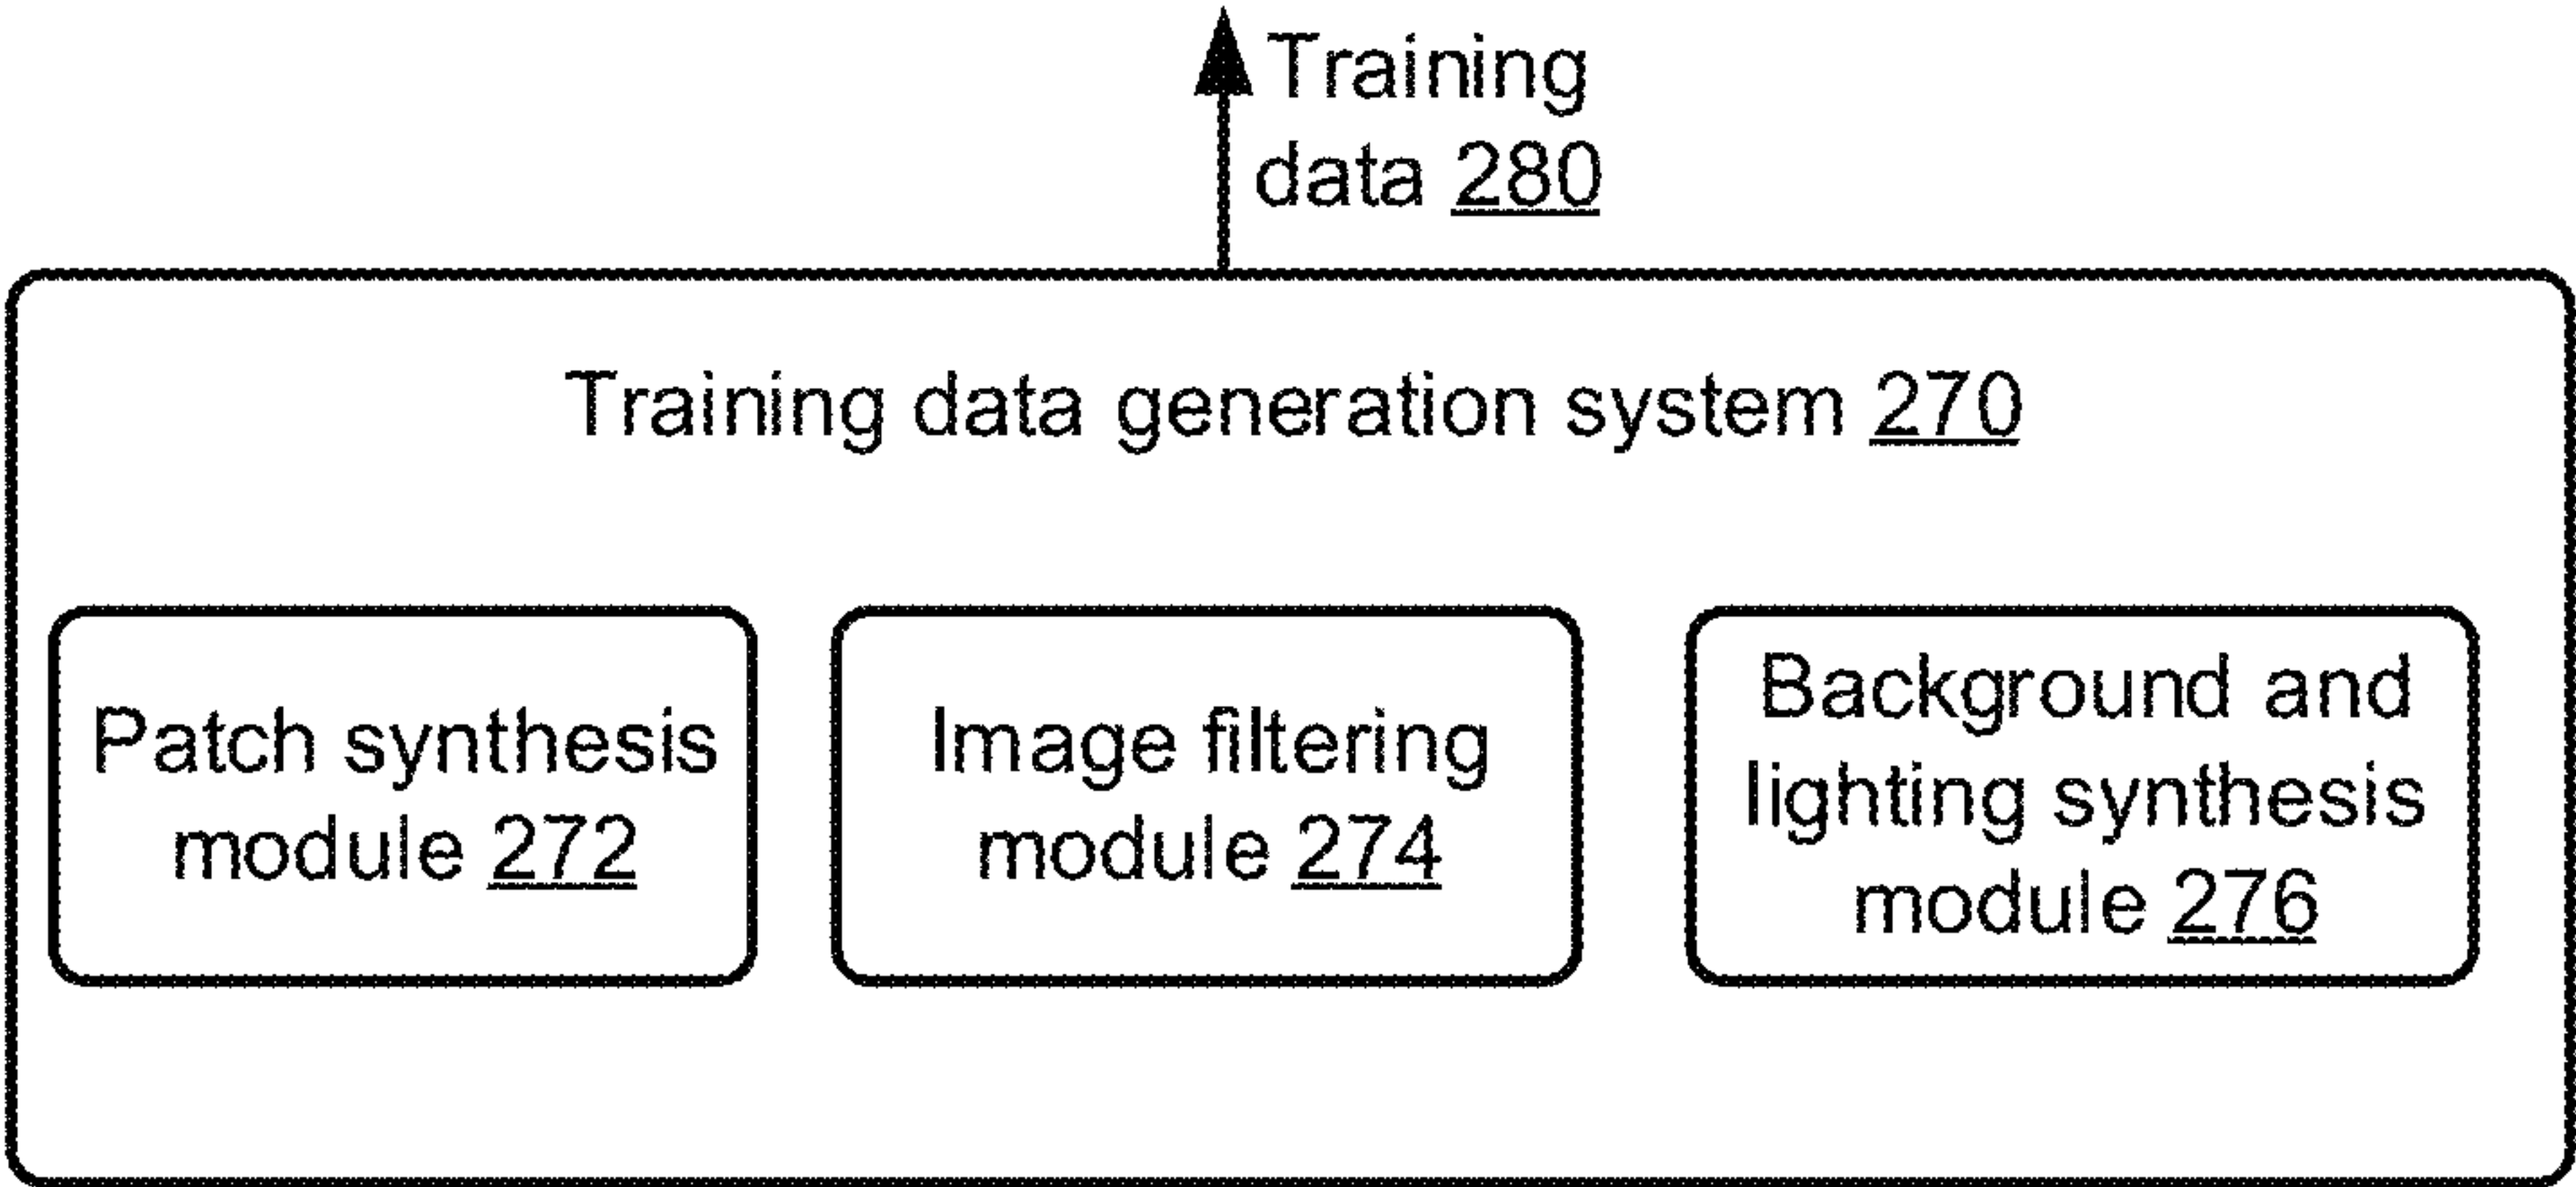 Training
data 280
Training data generation system 270
Patch synthesis
module 272
Image filtering
module 274
Background and
lighting synthesis
module 276